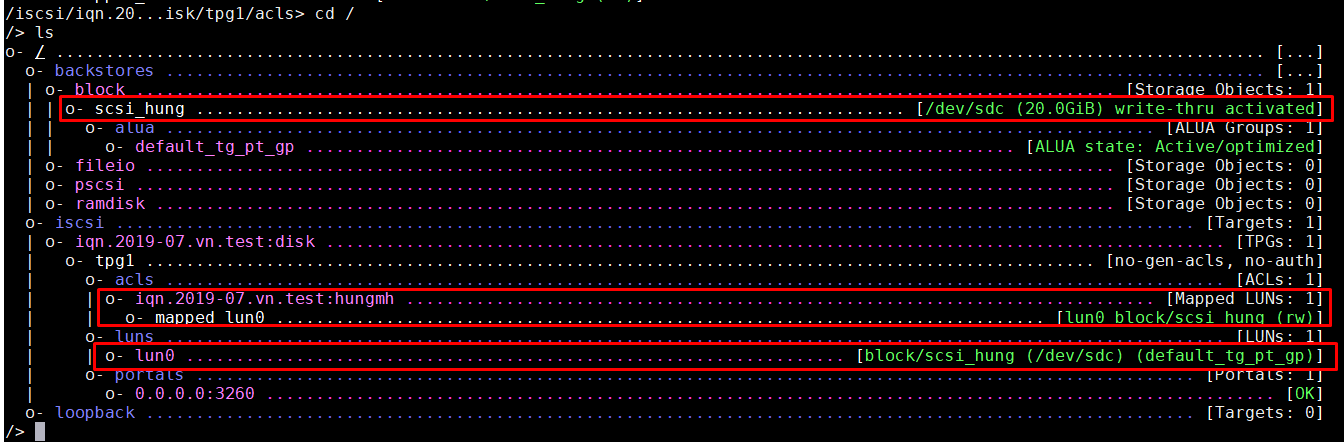 /iscsi/iqn.20...isk/tpg1/acls> cd /
/> ls
o- / ......................................................................................................................... [...]
  o- backstores .............................................................................................................. [...]
  | o- block .................................................................................................. [Storage Objects: 1]
  | | o- scsi_hung ........................................................................ [/dev/sdc (20.0GiB) write-thru activated]
  | |   o- alua ................................................................................................... [ALUA Groups: 1]
  | |     o- default_tg_pt_gp ....................................................................... [ALUA state: Active/optimized]
  | o- fileio ................................................................................................. [Storage Objects: 0]
  | o- pscsi .................................................................................................. [Storage Objects: 0]
  | o- ramdisk ................................................................................................ [Storage Objects: 0]
  o- iscsi ............................................................................................................ [Targets: 1]
  | o- iqn.2019-07.vn.test:disk .......................................................................................... [TPGs: 1]
  |   o- tpg1 ............................................................................................... [no-gen-acls, no-auth]
  |     o- acls .......................................................................................................... [ACLs: 1]
  |     | o- iqn.2019-07.vn.test:hungmh ........................................................................... [Mapped LUNs: 1]
  |     |   o- mapped_lun0 ............................................................................. [lun0 block/scsi_hung (rw)]
  |     o- luns .......................................................................................................... [LUNs: 1]
  |     | o- lun0 ..................................................................... [block/scsi_hung (/dev/sdc) (default_tg_pt_gp)]
  |     o- portals .................................................................................................... [Portals: 1]
  |       o- 0.0.0.0:3260 ..................................................................................................... [OK]
  o- loopback ......................................................................................................... [Targets: 0]
/>